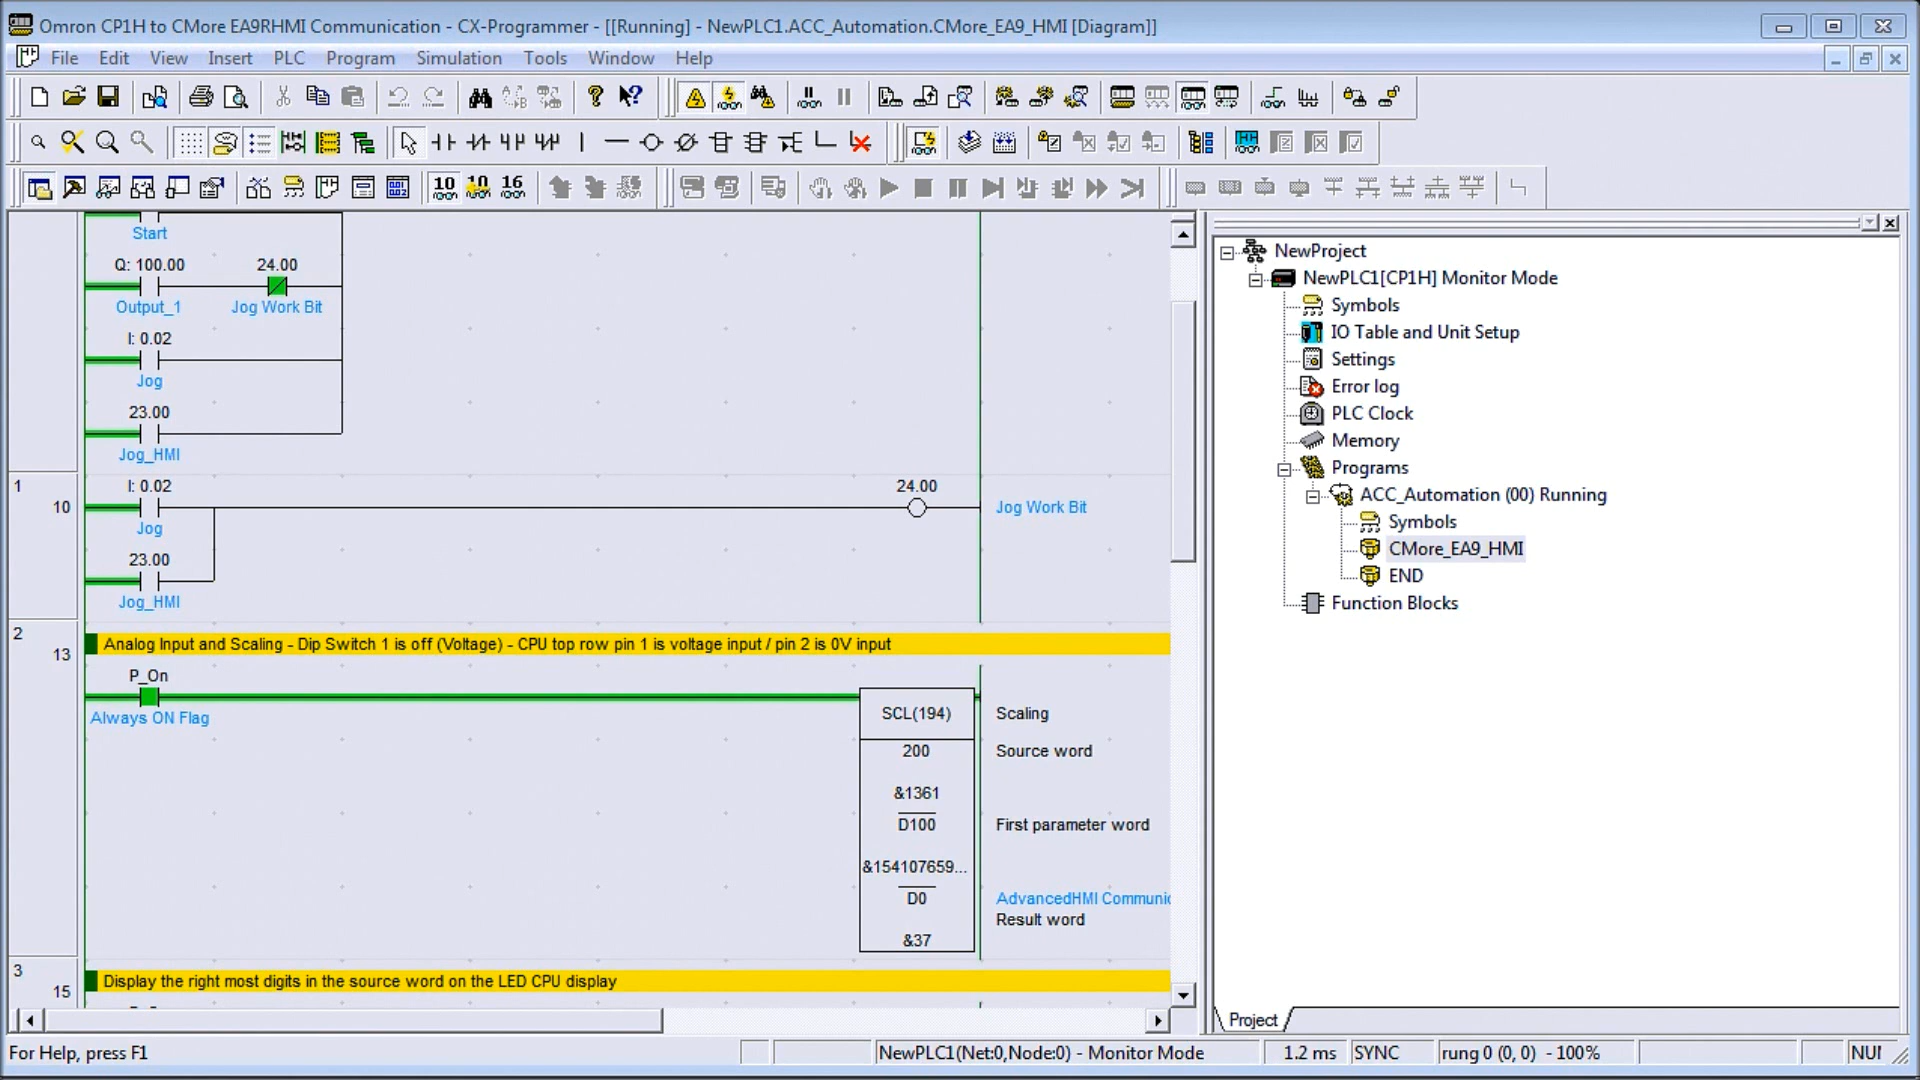 Omron CP1H to CMore EA9RHMI Communication - CX-Programmer - [[Running] - NewPLC1.ACC_Automation.CMore_EA9_HMI [Diagram]]
File Edit View Insert PLC Program Simulation Tools Window Help
10 10 16
Start
Q: 100.00 24.00
Output_1 Jog Work Bit
I: 0.02
Jog
23.00
Jog_HMI
1
10
I: 0.02 24.00
Jog Jog Work Bit
23.00
Jog_HMI
2
13
Analog Input and Scaling - Dip Switch 1 is off (Voltage) - CPU top row pin 1 is voltage input / pin 2 is 0V input
P_On
Always ON Flag
SCL(194) Scaling
200 Source word
&1361
D100 First parameter word
&154107659...
D0 AdvancedHMI Communic
Result word
&37
3
15
Display the right most digits in the source word on the LED CPU display
NewProject
NewPLC1[CP1H] Monitor Mode
Symbols
IO Table and Unit Setup
Settings
Error log
PLC Clock
Memory
Programs
ACC_Automation (00) Running
Symbols
CMore_EA9_HMI
END
Function Blocks
Project
For Help, press F1
NewPLC1(Net:0,Node:0) - Monitor Mode 1.2 ms SYNC rung 0 (0, 0) - 100%